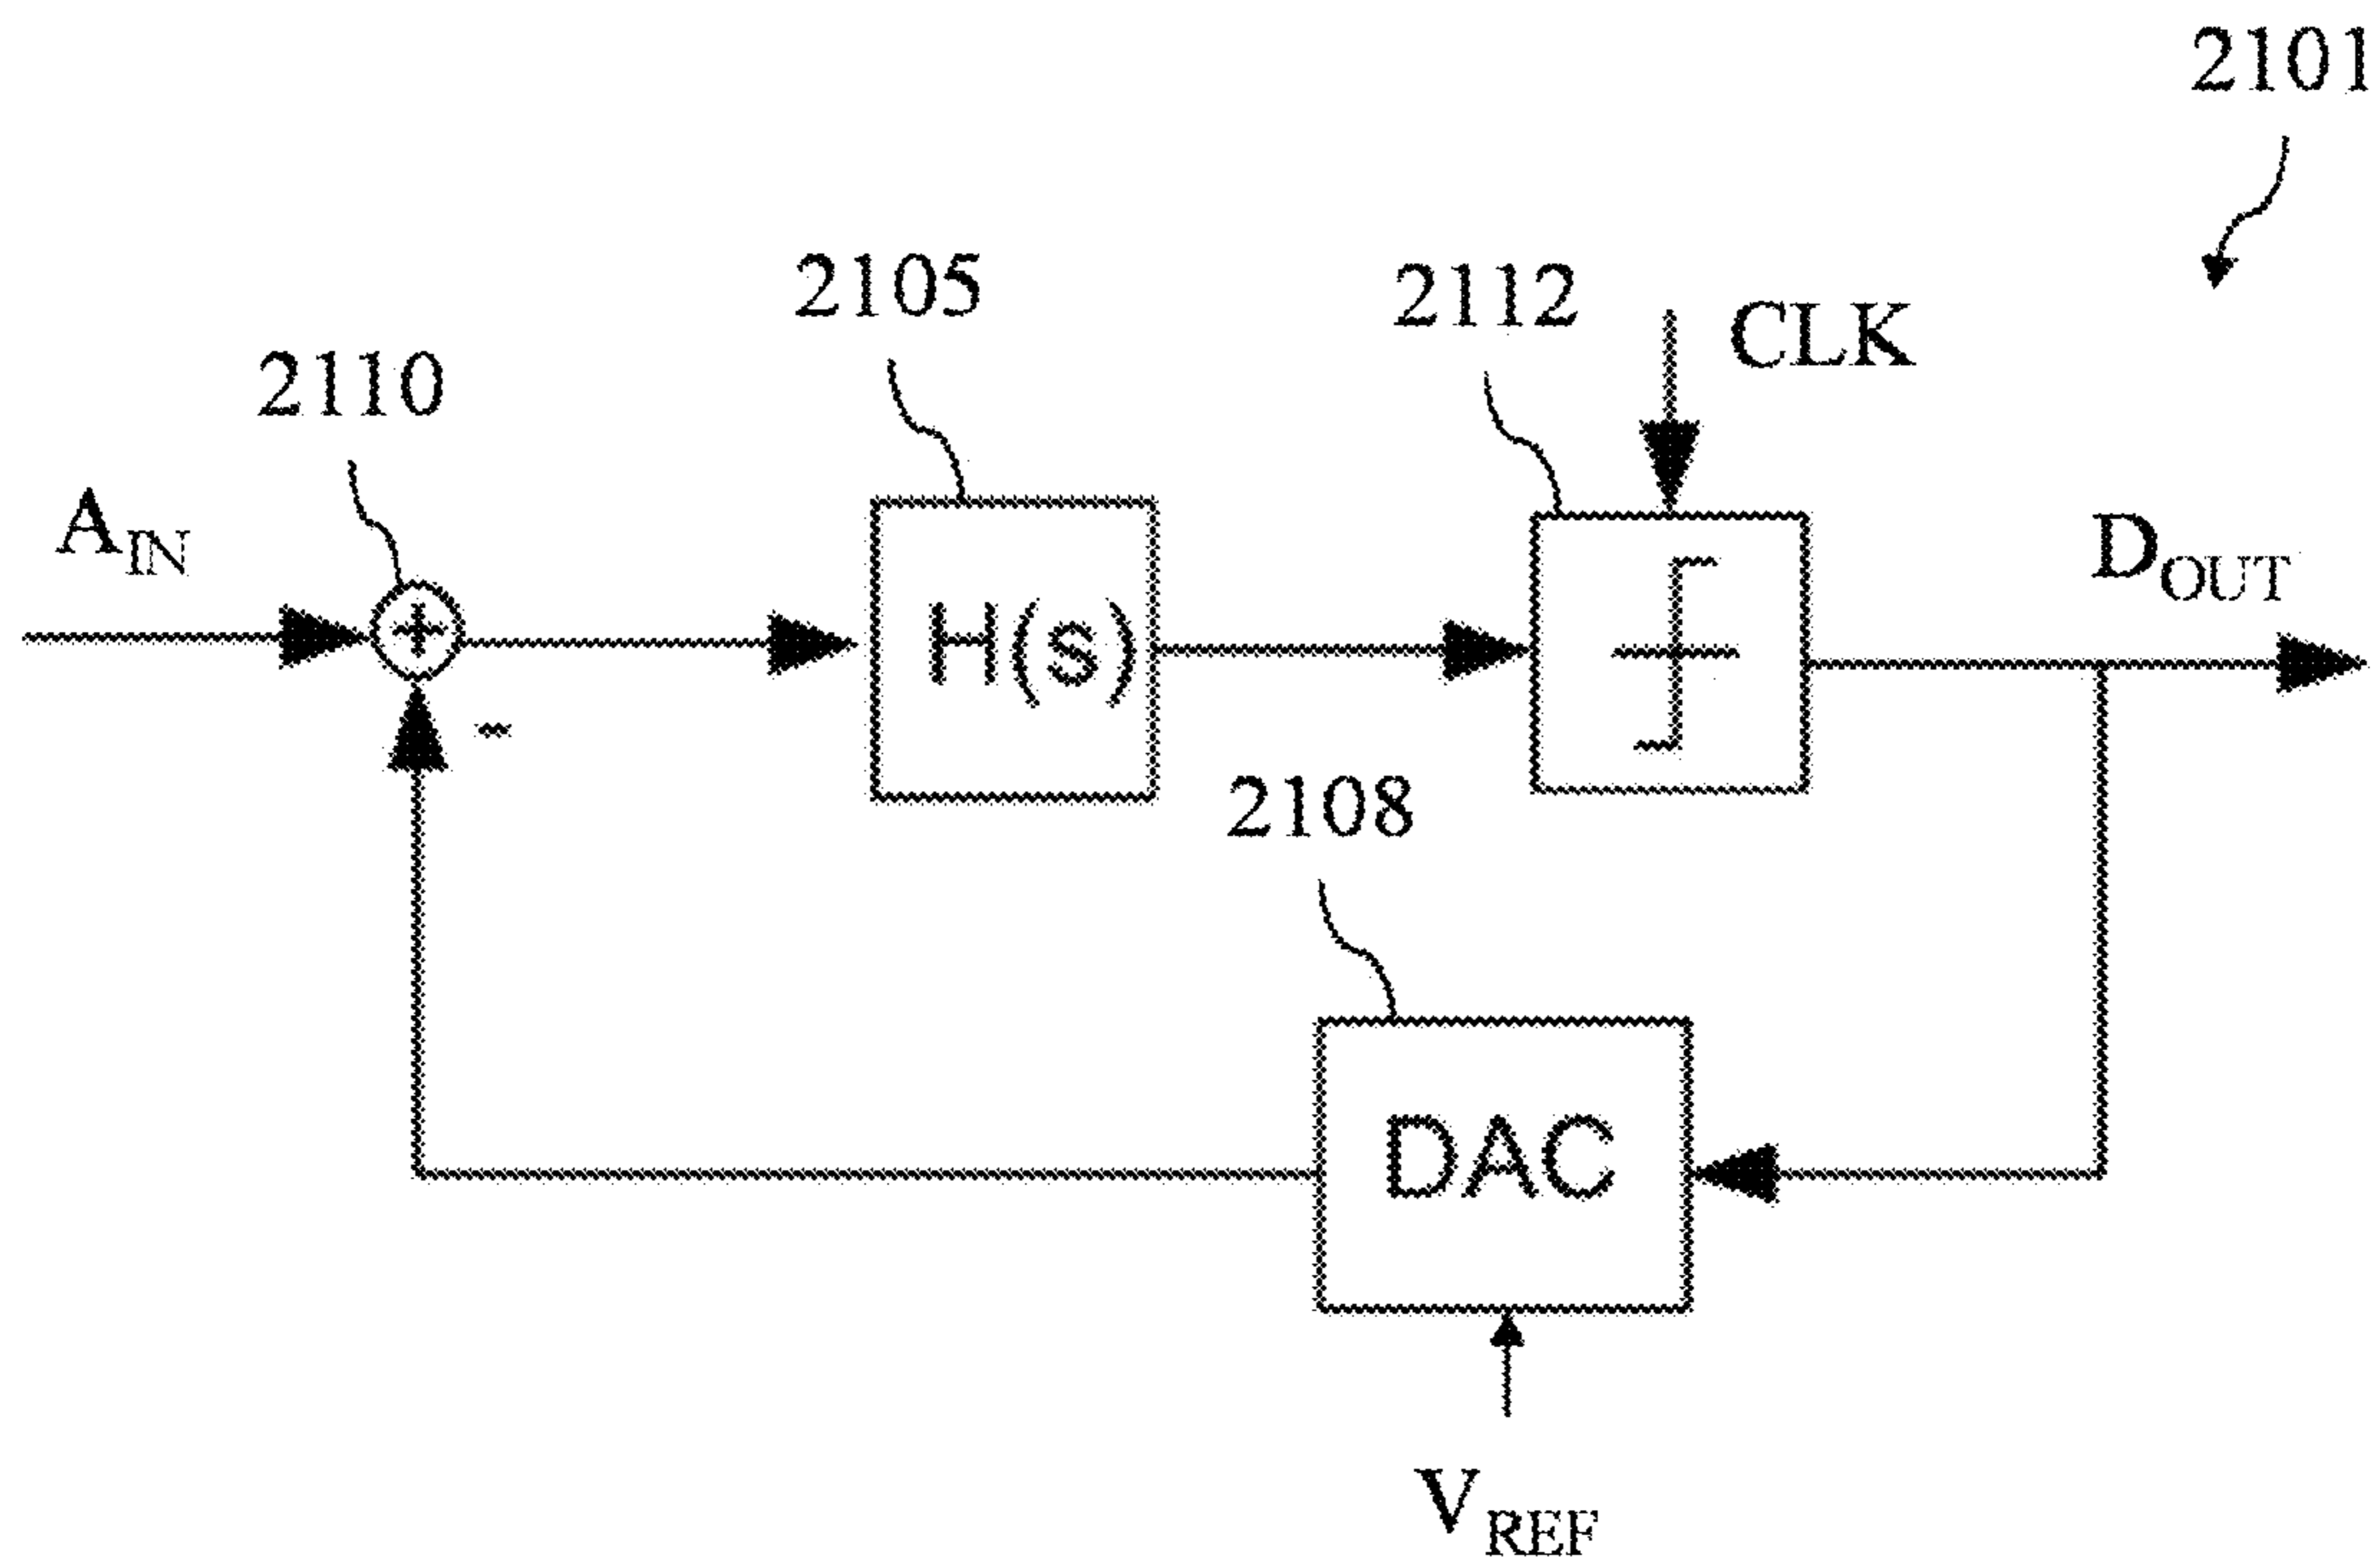 2101
2105
2112
CLK
2110
A_IN
+
H(s)
D_OUT
-
2108
DAC
V_REF